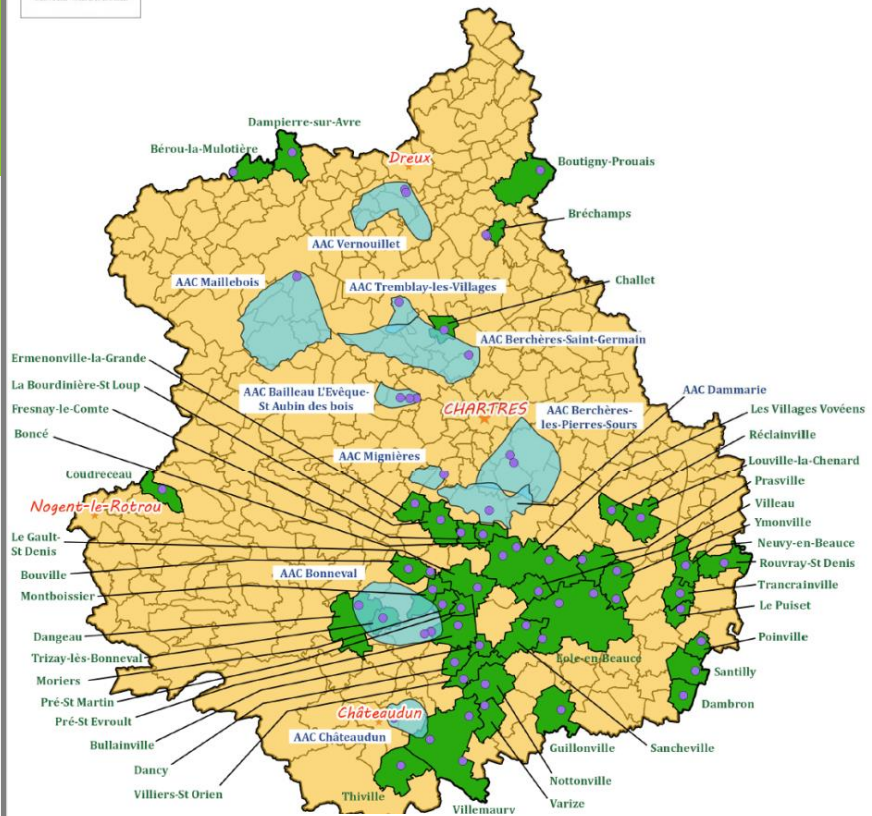 Dampierre-sur-Avre
Bérou-la-Mulotière
Dreux
Boutigny-Prouais
Bréchamps
AAC Vernouillet
AAC Maillebois
AAC Tremblay-les-Villages
Challet
AAC Berchères-Saint-Germain
Ermenonville-la-Grande
La Bourdinière-St Loup
Fresnay-le-Comte
Boncé
AAC Bailleau L'Evêque-
St Aubin des bois
CHARTRES
AAC Berchères-
les-Pierres-Sours
AAC Dammarie
Les Villages Vovéens
Réclainville
Louville-la-Chenard
Prasville
Villeau
Ymonville
Neuvy-en-Beauce
Rouvray-St Denis
Trancrainville
Le Puiset
Poinville
Santilly
Dambron
AAC Mignières
Coudreceau
Nogent-le-Rotrou
Le Gault-
St Denis
Bouville
Montboissier
AAC Bonneval
Dangeau
Trizay-lès-Bonneval
Moriers
Pré-St Martin
Pré-St Evroult
Bullainville
Dancy
Villiers-St Orien
Eole-en-Beauce
Châteaudun
AAC Châteaudun
Thiville
Villemaury
Varize
Nottonville
Guillonville
Sancheville